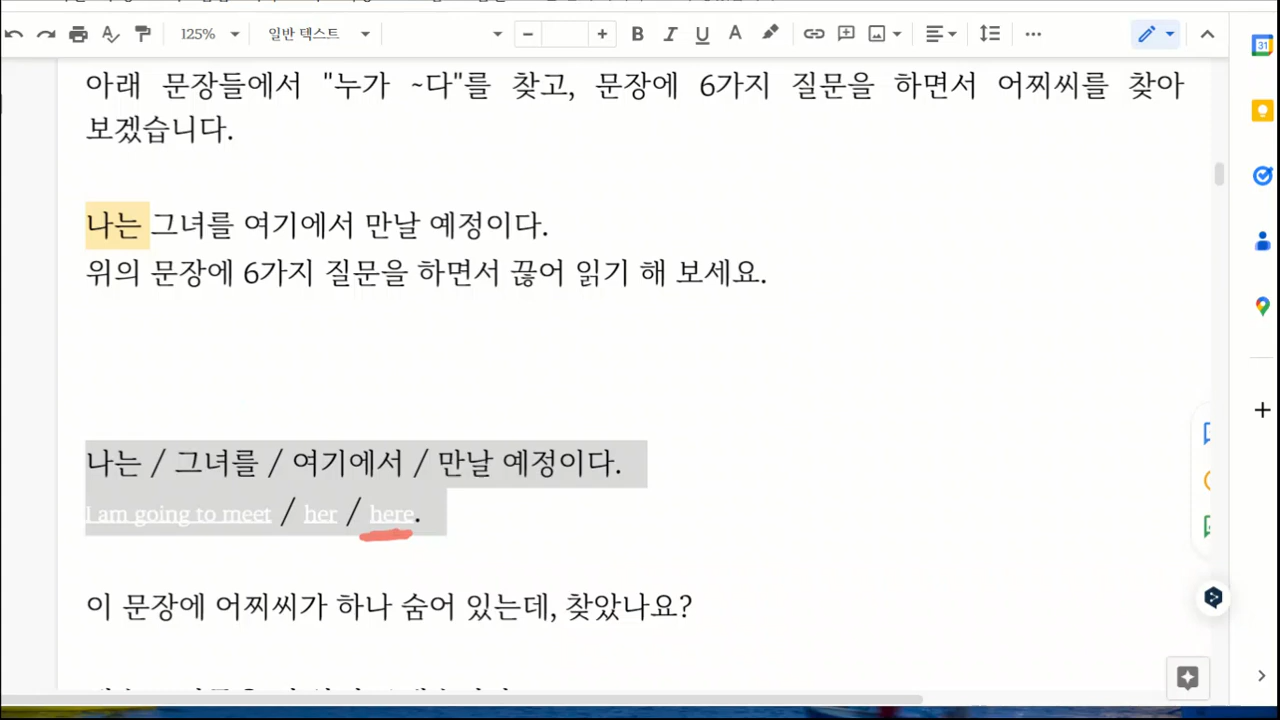 125%
일반 텍스트
31
아래 문장들에서 "누가 ~다"를 찾고, 문장에 6가지 질문을 하면서 어찌씨를 찾아
보겠습니다.
나는 그녀를 여기에서 만날 예정이다.
위의 문장에 6가지 질문을 하면서 끊어 읽기 해 보세요.
나는 / 그녀를 / 여기에서 / 만날 예정이다.
I am going to meet / her / here.
이 문장에 어찌씨가 하나 숨어 있는데, 찾았나요?